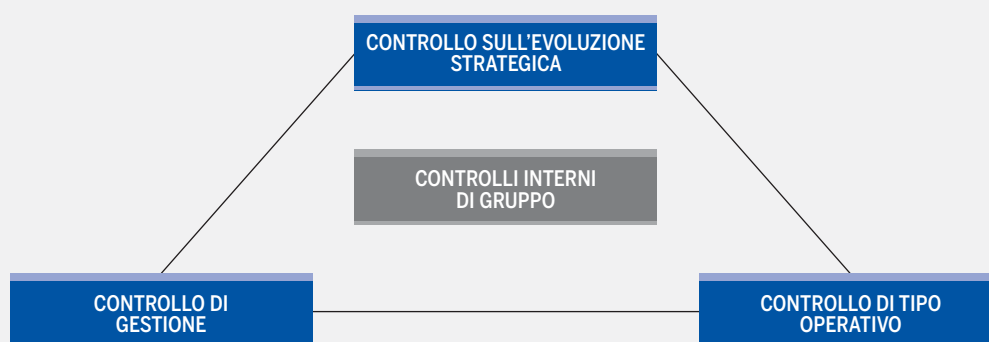 CONTROLLO SULL'EVOLUZIONE
STRATEGICA
CONTROLLI INTERNI
DI GRUPPO
CONTROLLO DI
GESTIONE
CONTROLLO DI TIPO
OPERATIVO